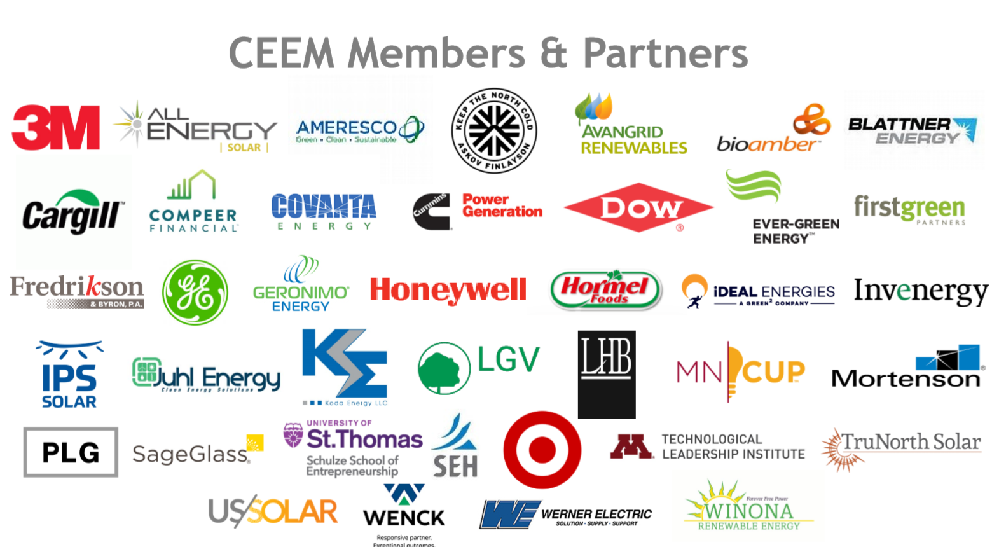 CEEM Members & Partners
3M
ALL
ENERGY
| SOLAR |
AMERESCO
Green • Clean • Sustainable
KEEP THE NORTH COLD
ASKOV FINLAYSON
AVANGRID
RENEWABLES
bioamber™
BLATTNER
ENERGY
Cargill™
COMPEER
FINANCIAL
COVANTA
ENERGY
Cummins
Power
Generation
Dow
®
EVER-GREEN
ENERGY™
firstgreen
PARTNERS
Fredrikson
& BYRON, P.A.
GE
GERONIMO®
ENERGY
Honeywell
Hormel
Foods
iDEAL ENERGIES
A GREEN² COMPANY
Invenergy
IPS
SOLAR
Juhl Energy
Clean Energy Solutions
KE
Koda Energy LLC
LGV
LHB
MN CUP
Mortenson®
PLG
SageGlass®
UNIVERSITY OF
St.Thomas
Schulze School of
Entrepreneurship
SEH
M
TECHNOLOGICAL
LEADERSHIP INSTITUTE
TruNorth Solar
US/SOLAR
WENCK
Responsive partner.
Exceptional outcomes.
WE
WERNER ELECTRIC
SOLUTION · SUPPLY · SUPPORT
Forever Free Power
WINONA
RENEWABLE ENERGY